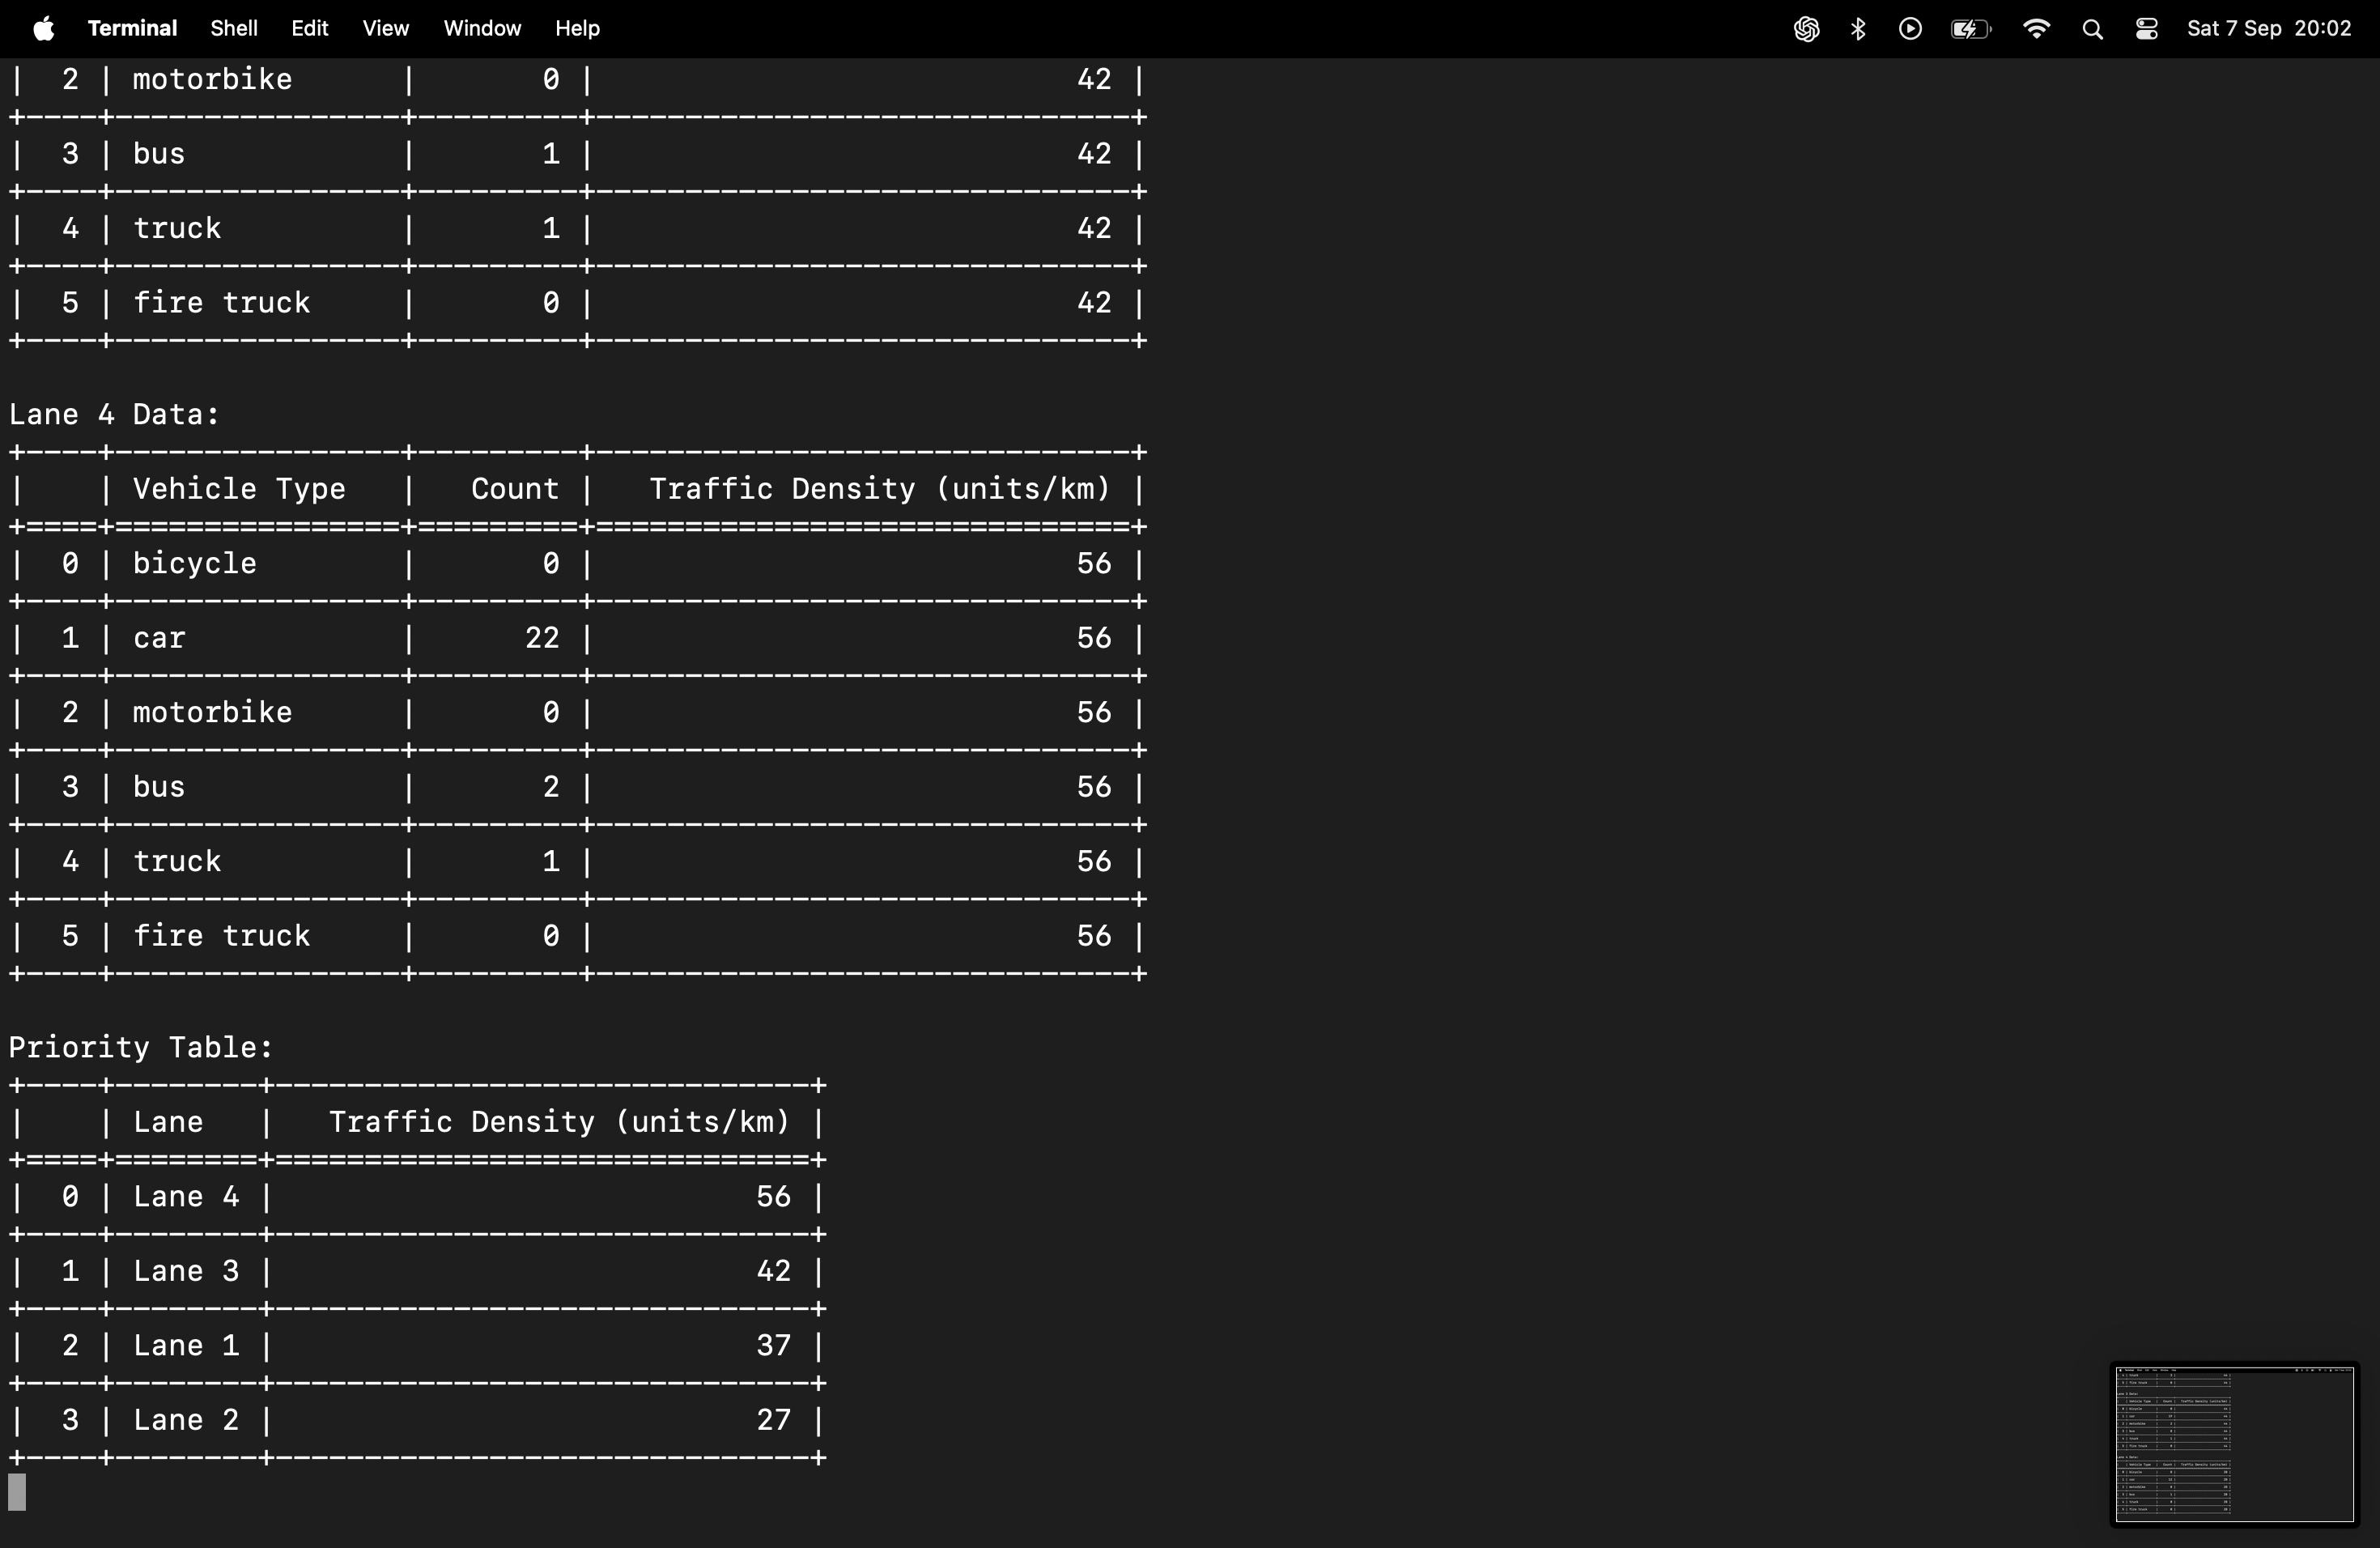 Terminal Shell Edit View Window Help Sat 7 Sep 20:02
| 2 | motorbike | 0 | 42 |
+----+----------------+---------+------------------------------+
| 3 | bus | 1 | 42 |
+----+----------------+---------+------------------------------+
| 4 | truck | 1 | 42 |
+----+----------------+---------+------------------------------+
| 5 | fire truck | 0 | 42 |
+----+----------------+---------+------------------------------+
Lane 4 Data:
+----+----------------+---------+------------------------------+
| | Vehicle Type | Count | Traffic Density (units/km) |
+====+================+=========+==============================+
| 0 | bicycle | 0 | 56 |
+----+----------------+---------+------------------------------+
| 1 | car | 22 | 56 |
+----+----------------+---------+------------------------------+
| 2 | motorbike | 0 | 56 |
+----+----------------+---------+------------------------------+
| 3 | bus | 2 | 56 |
+----+----------------+---------+------------------------------+
| 4 | truck | 1 | 56 |
+----+----------------+---------+------------------------------+
| 5 | fire truck | 0 | 56 |
+----+----------------+---------+------------------------------+
Priority Table:
+----+--------+------------------------------+
| | Lane | Traffic Density (units/km) |
+====+========+==============================+
| 0 | Lane 4 | 56 |
+----+--------+------------------------------+
| 1 | Lane 3 | 42 |
+----+--------+------------------------------+
| 2 | Lane 1 | 37 |
+----+--------+------------------------------+
| 3 | Lane 2 | 27 |
+----+--------+------------------------------+